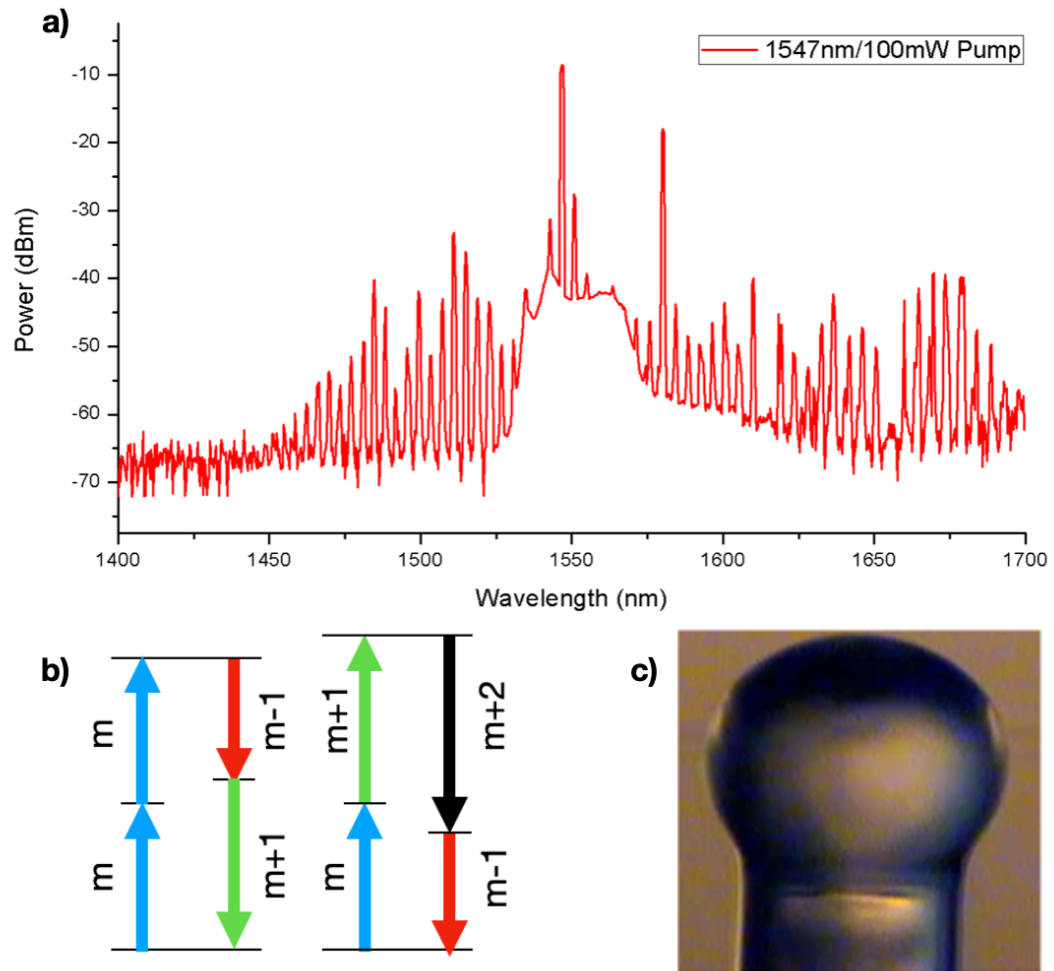 a)
1547nm/100mW Pump
-10
-20
-30
-40
-50
-60
-70
Power (dBm)
1400 1450 1500 1550 1600 1650 1700
Wavelength (nm)
b)
m
m
m-1
m+1
m+1
m
m+2
m-1
c)